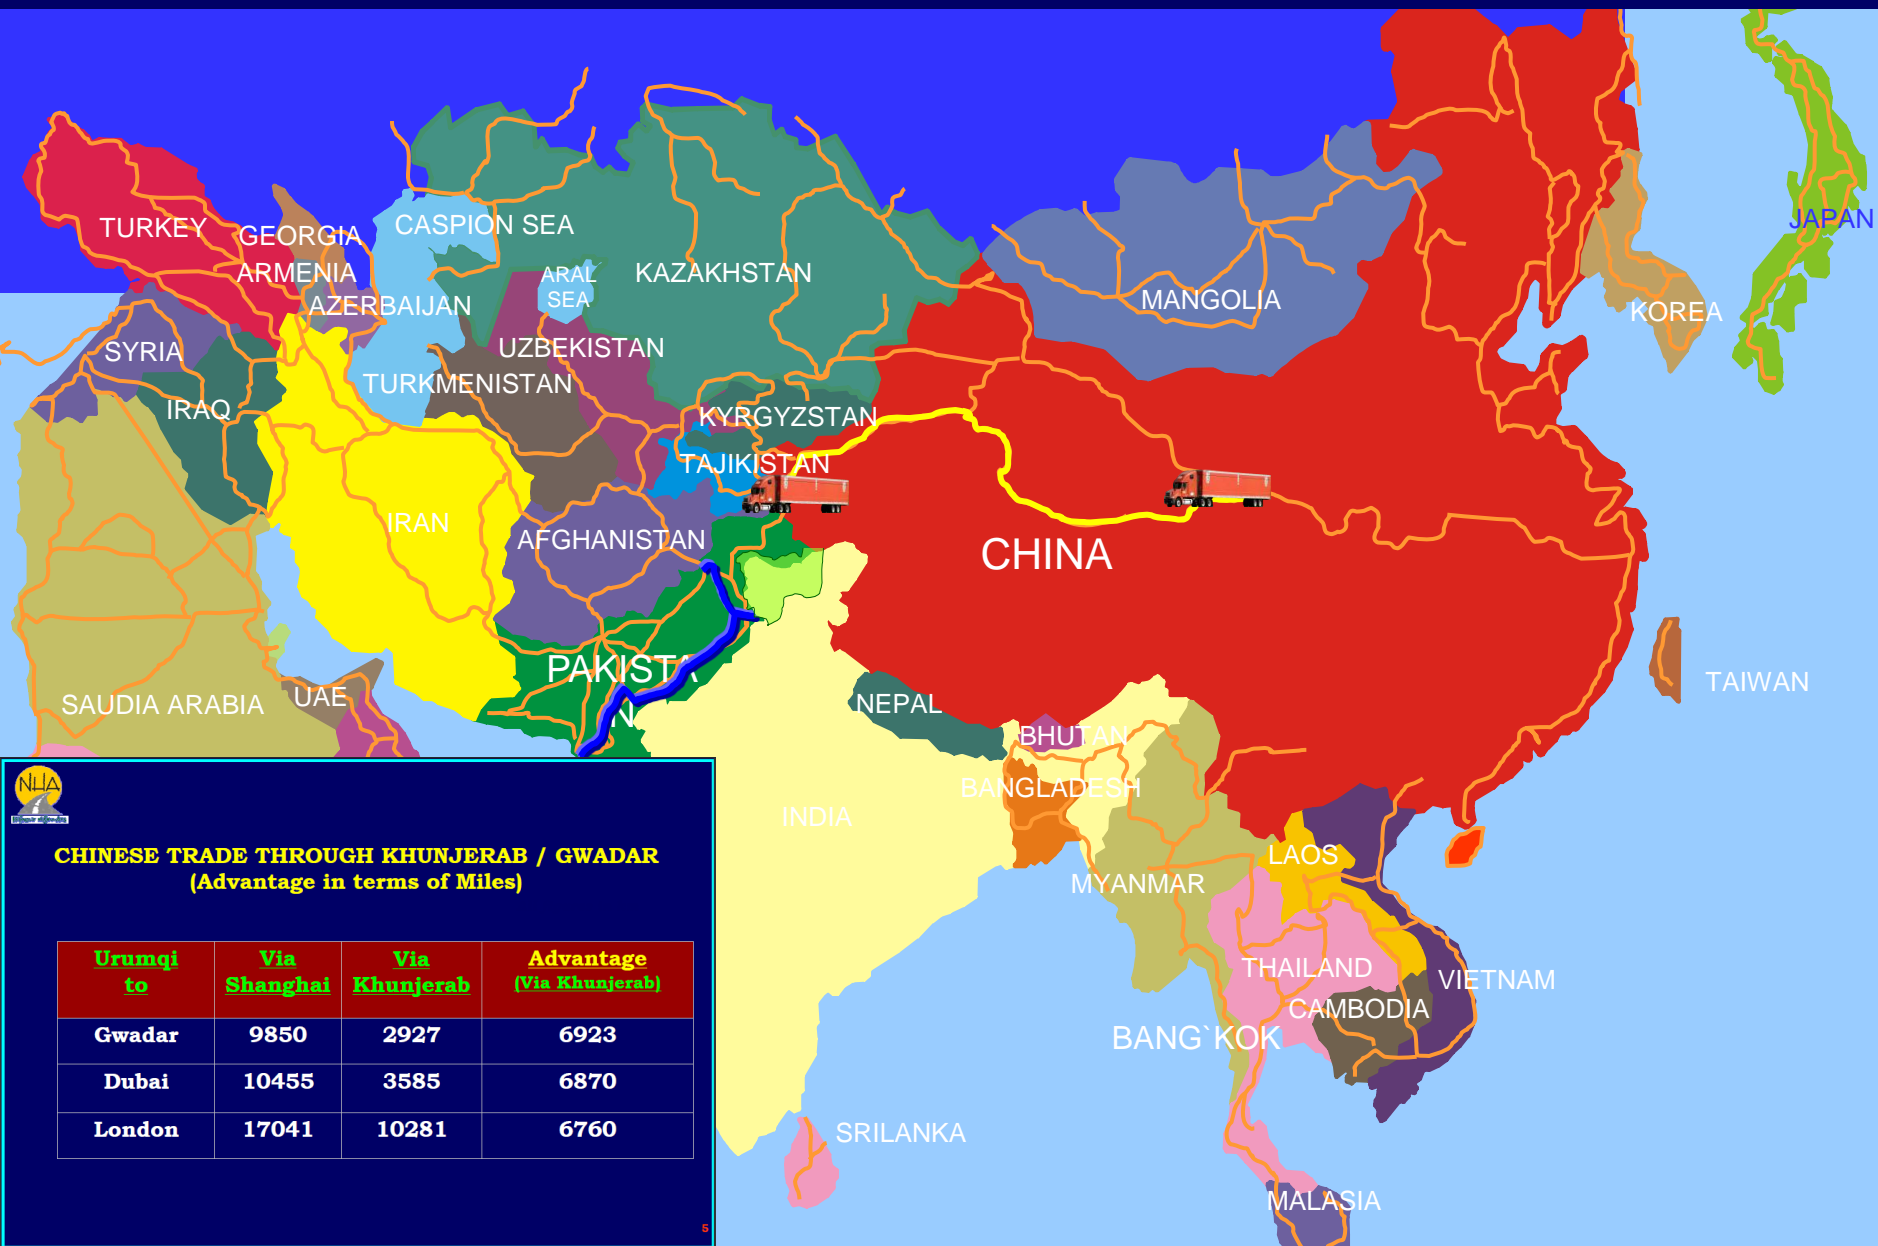 TURKEY
GEORGIA
CASPION SEA
JAPAN
ARMENIA
ARAL
SEA
KAZAKHSTAN
AZERBAIJAN
MANGOLIA
KOREA
SYRIA
UZBEKISTAN
TURKMENISTAN
IRAQ
KYRGYZSTAN
TAJIKISTAN
IRAN
AFGHANISTAN
CHINA
PAKISTA
N
SAUDIA ARABIA
UAE
NEPAL
TAIWAN
BHUTAN
BANGLADESH
INDIA
LAOS
MYANMAR
THAILAND
VIETNAM
CAMBODIA
BANG`KOK
SRILANKA
MALASIA
NHA
CHINESE TRADE THROUGH KHUNJERAB / GWADAR
(Advantage in terms of Miles)
Urumqi to Via Shanghai Via Khunjerab Advantage (Via Khunjerab)
Gwadar 9850 2927 6923
Dubai 10455 3585 6870
London 17041 10281 6760
5